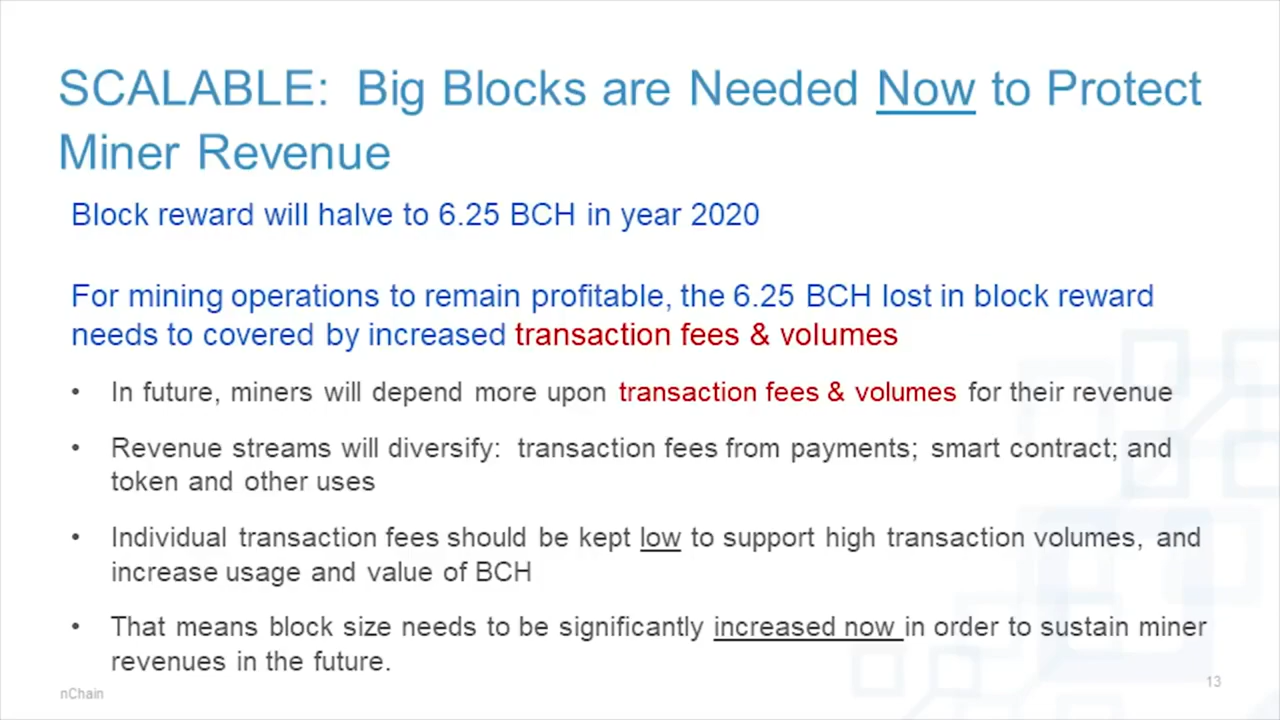 SCALABLE: Big Blocks are Needed Now to Protect
Miner Revenue
Block reward will halve to 6.25 BCH in year 2020
For mining operations to remain profitable, the 6.25 BCH lost in block reward
needs to covered by increased transaction fees & volumes
• In future, miners will depend more upon transaction fees & volumes for their revenue
• Revenue streams will diversify: transaction fees from payments; smart contract; and
token and other uses
• Individual transaction fees should be kept low to support high transaction volumes, and
increase usage and value of BCH
• That means block size needs to be significantly increased now in order to sustain miner
revenues in the future.
nChain
13